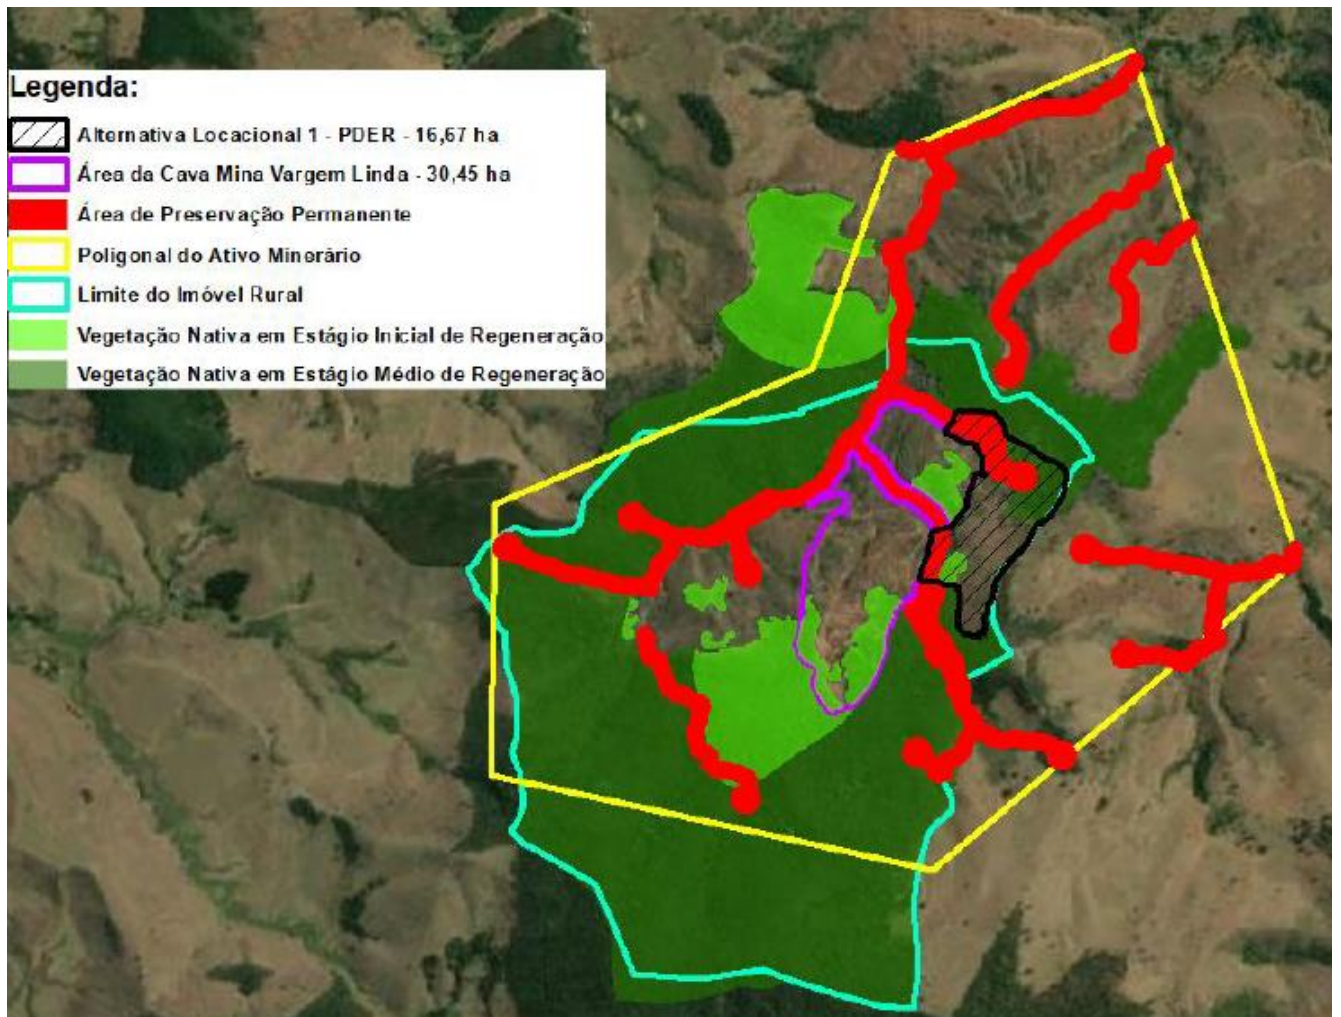 Legenda:
Alternativa Locacional 1 - PDER - 16,67 ha
Área da Cava Mina Vargem Linda - 30,45 ha
Área de Preservação Permanente
Poligonal do Ativo Minerário
Limite do Imóvel Rural
Vegetação Nativa em Estágio Inicial de Regeneração
Vegetação Nativa em Estágio Médio de Regeneração